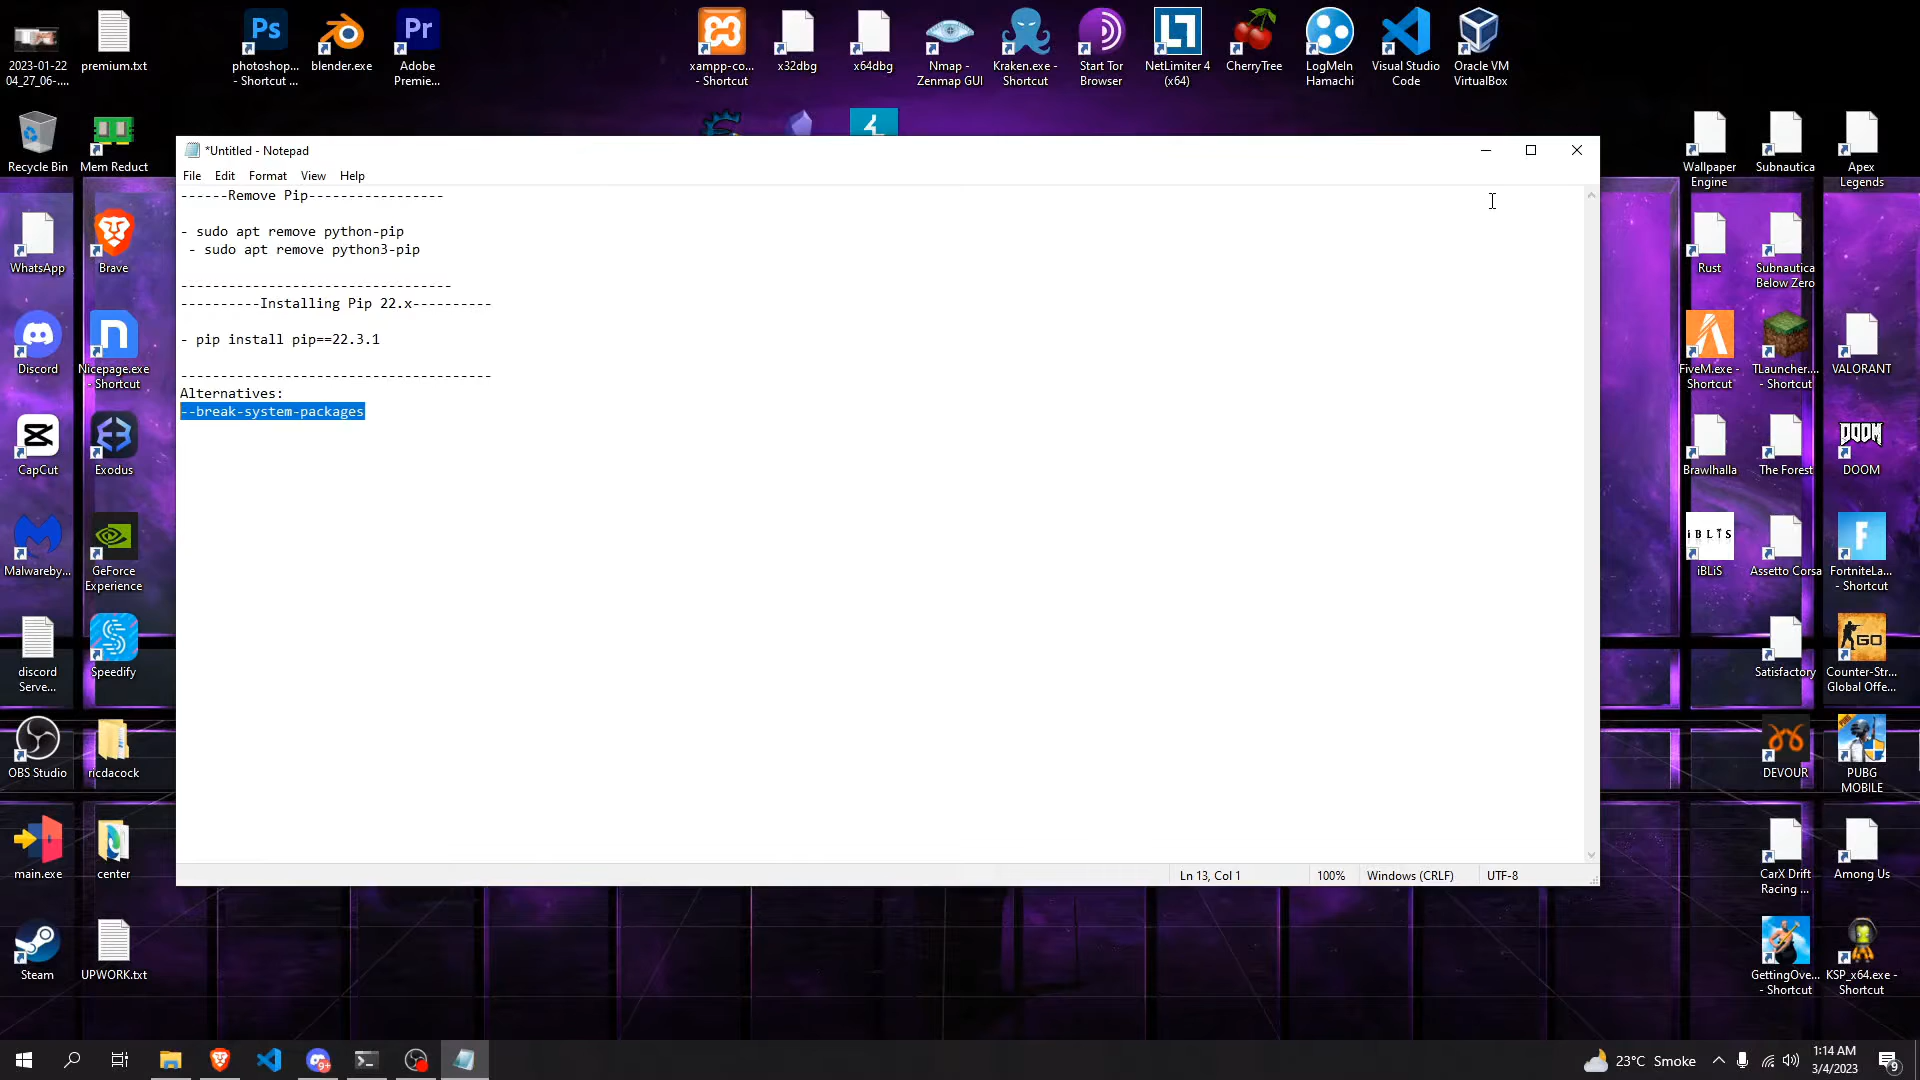 2023-01-22
04_27_06-....
premium.txt
Ps
photoshop...
- Shortcut ...
blender.exe
Pr
Adobe
Premie...
xampp-co...
- Shortcut
x32dbg
x64dbg
Nmap -
Zenmap GUI
Kraken.exe -
Shortcut
Start Tor
Browser
NetLimiter 4
(x64)
CherryTree
LogMeIn
Hamachi
Visual Studio
Code
Oracle VM
VirtualBox
Recycle Bin
Mem Reduct
Wallpaper
Engine
Subnautica
Apex
Legends
*Untitled - Notepad
File Edit Format View Help
------Remove Pip-----------------
- sudo apt remove python-pip
- sudo apt remove python3-pip
----------------------------------
----------Installing Pip 22.x----------
- pip install pip==22.3.1
---------------------------------------
Alternatives:
--break-system-packages
Ln 13, Col 1
100%
Windows (CRLF)
UTF-8
WhatsApp
Brave
Rust
Subnautica
Below Zero
Discord
Nicepage.exe
- Shortcut
FiveM.exe -
Shortcut
TLauncher....
- Shortcut
VALORANT
CapCut
Exodus
Brawlhalla
The Forest
DOOM
DOOM
Malwareby...
GeForce
Experience
iBLiS
iBLiS
Assetto Corsa
FortniteLa...
- Shortcut
discord
Serve...
Speedify
Satisfactory
GO
Counter-Str...
Global Offe...
OBS Studio
ricdacock
DEVOUR
PUBG
MOBILE
main.exe
center
CarX Drift
Racing ...
Among Us
Steam
UPWORK.txt
GettingOve...
- Shortcut
KSP_x64.exe -
Shortcut
9+
23°C Smoke
1:14 AM
3/4/2023
9